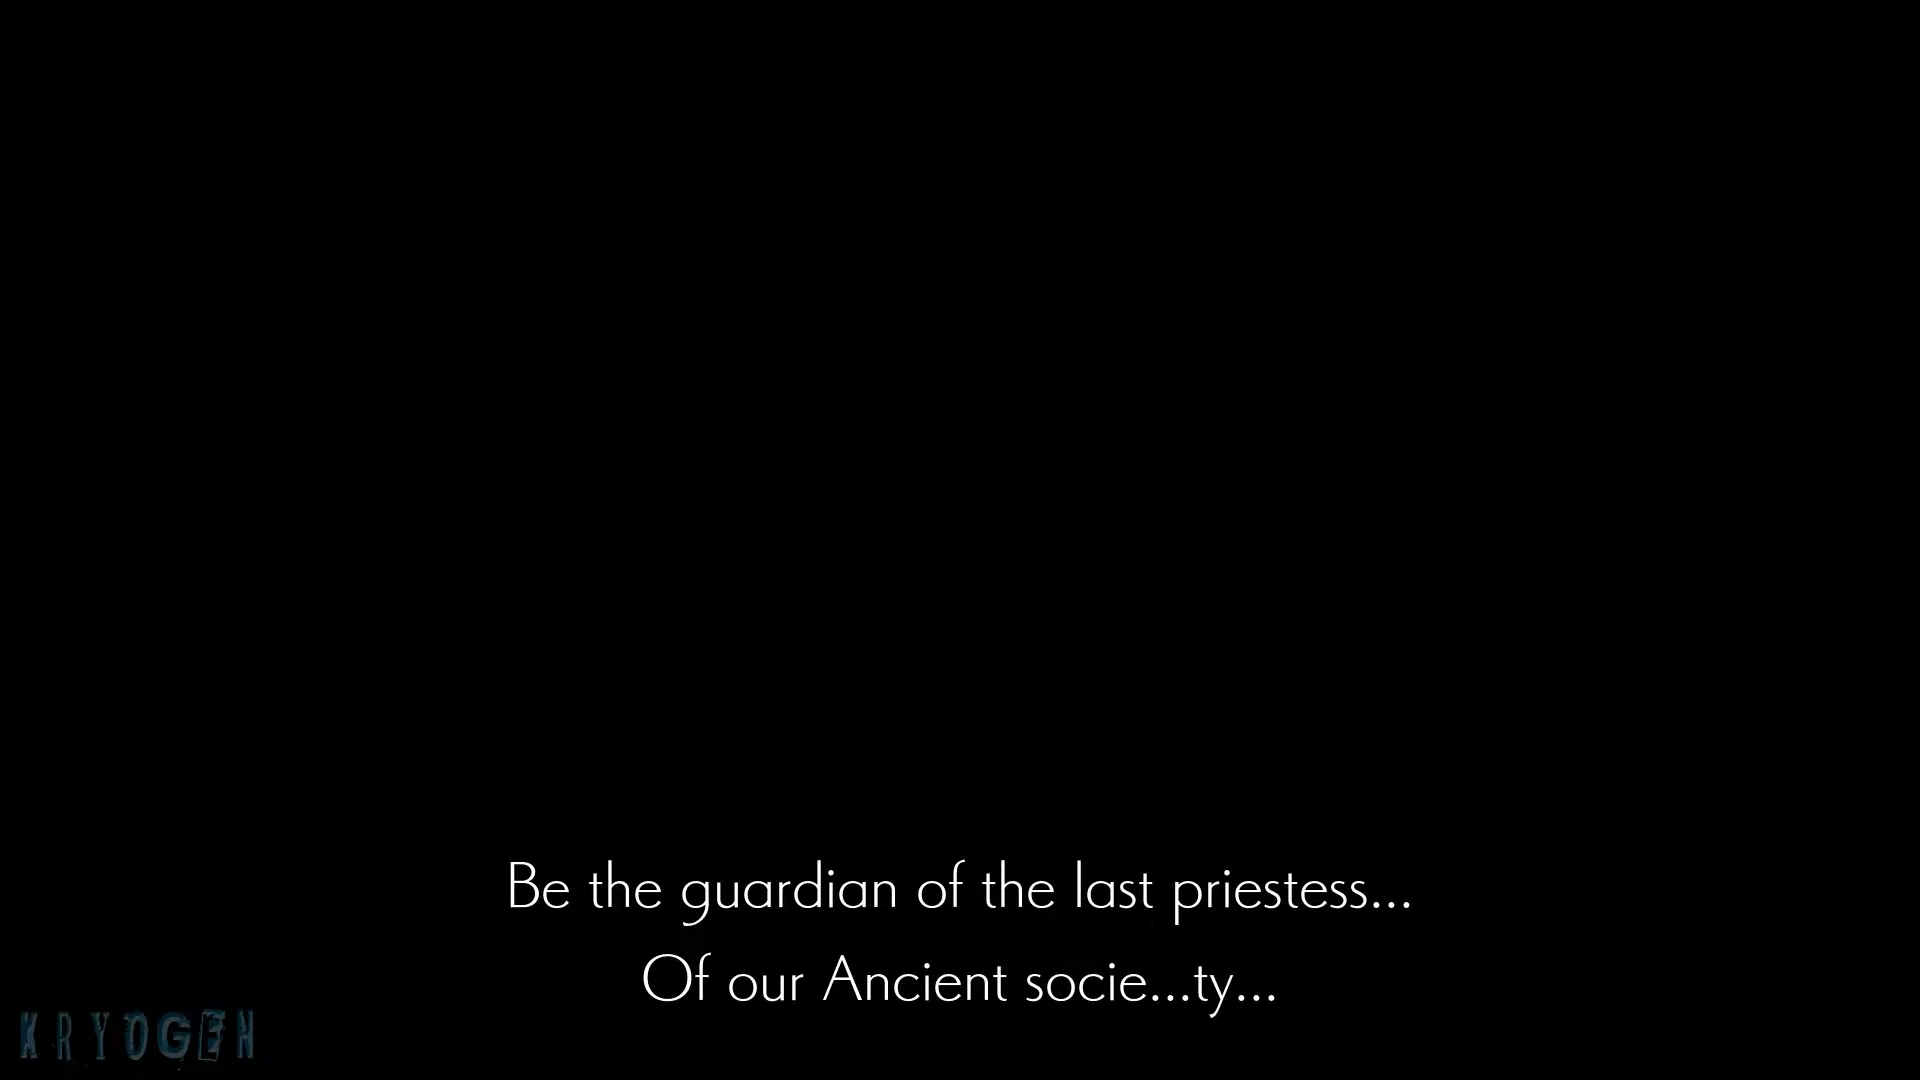 Be the guardian of the last priestess...
Of our Ancient socie...ty...
KRYOGEN